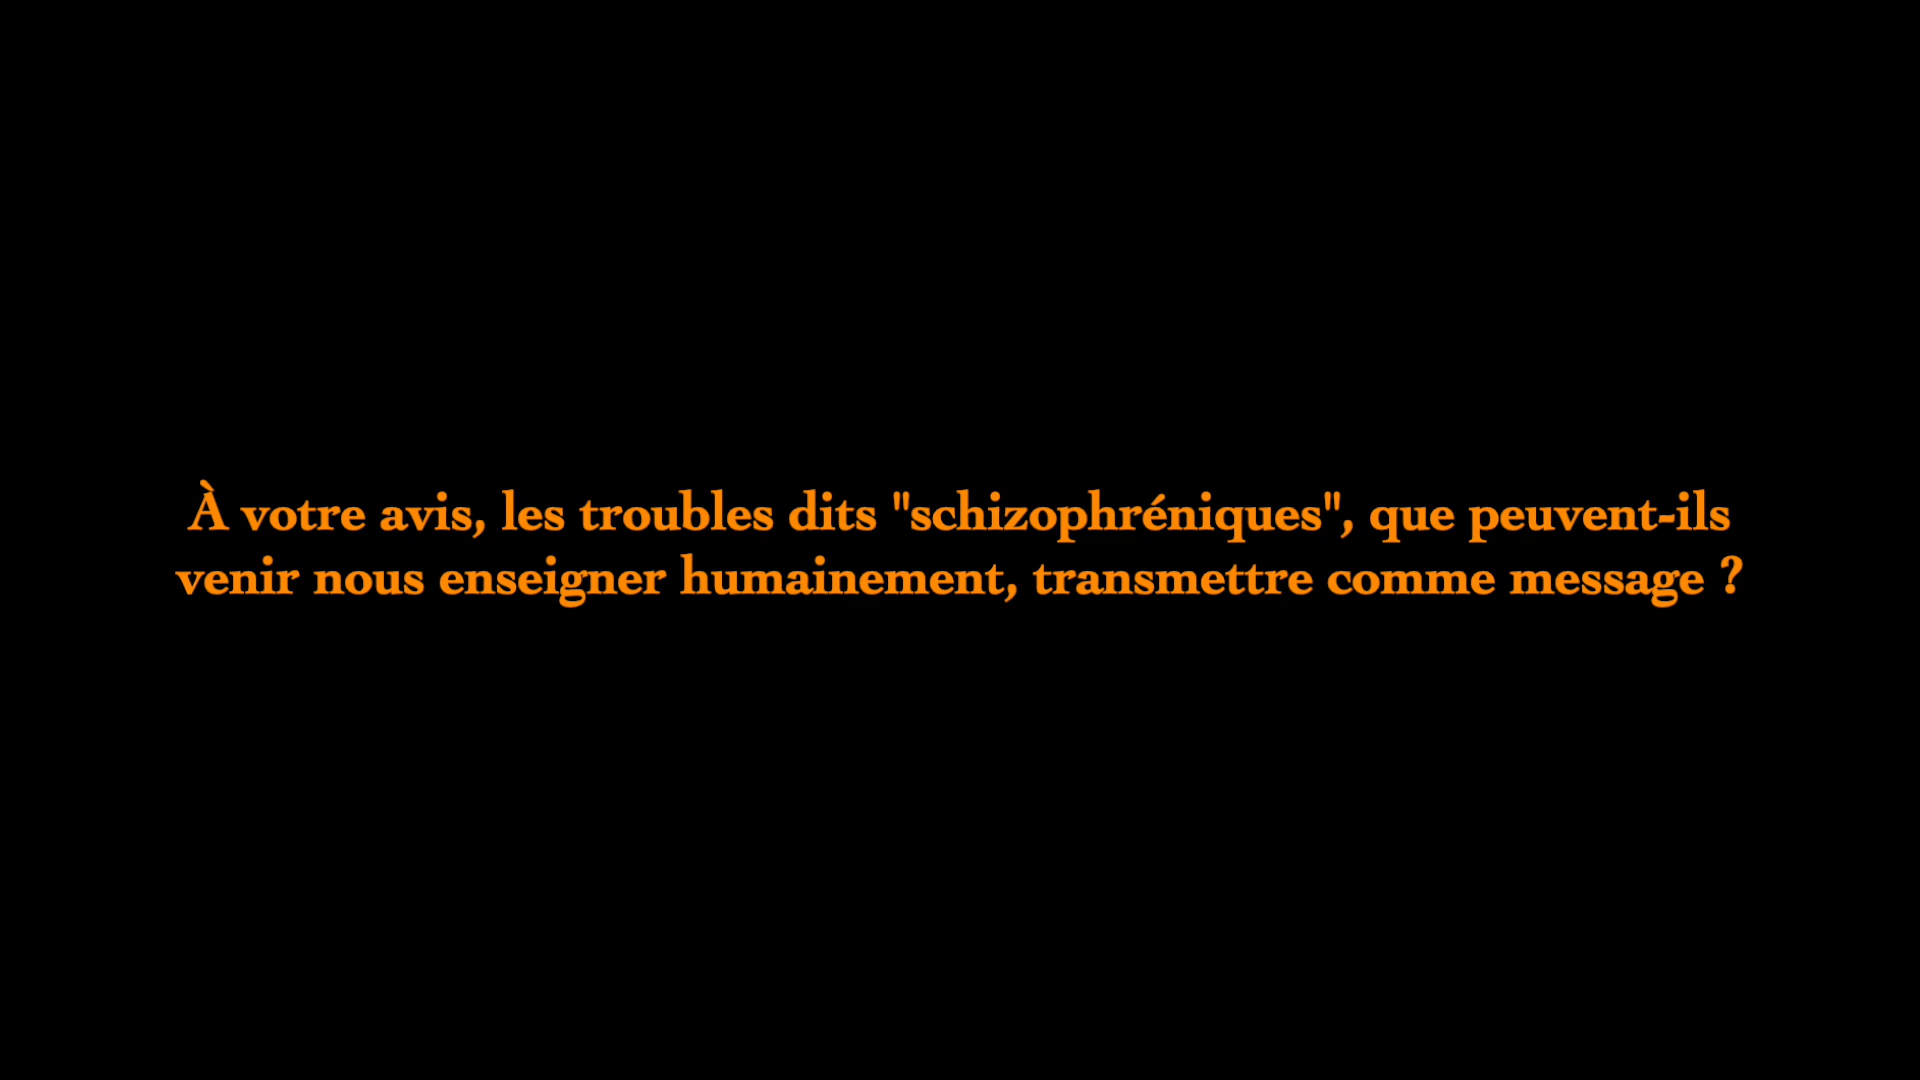 À votre avis, les troubles dits "schizophréniques", que peuvent-ils
venir nous enseigner humainement, transmettre comme message ?